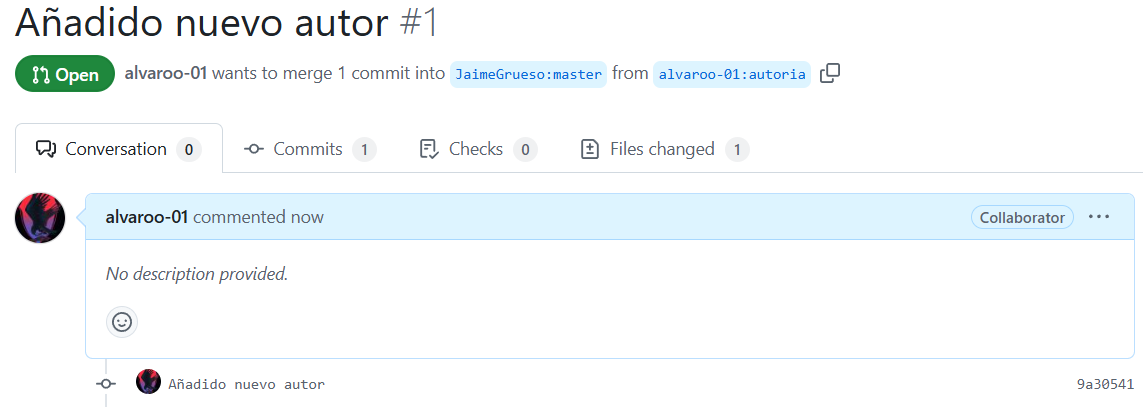 Añadido nuevo autor #1
Open alvaroo-01 wants to merge 1 commit into JaimeGrueso:master from alvaroo-01:autoria
Conversation 0 Commits 1 Checks 0 Files changed 1
alvaroo-01 commented now Collaborator ...
No description provided.
Añadido nuevo autor 9a30541